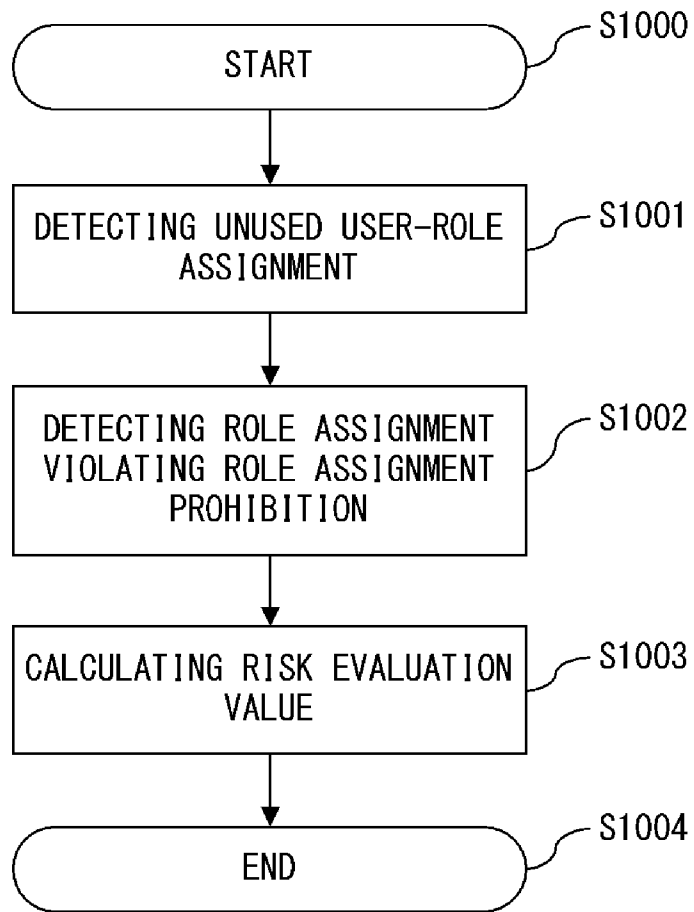 START
S1000
DETECTING UNUSED USER-ROLE
ASSIGNMENT
S1001
DETECTING ROLE ASSIGNMENT
VIOLATING ROLE ASSIGNMENT
PROHIBITION
S1002
CALCULATING RISK EVALUATION
VALUE
S1003
END
S1004